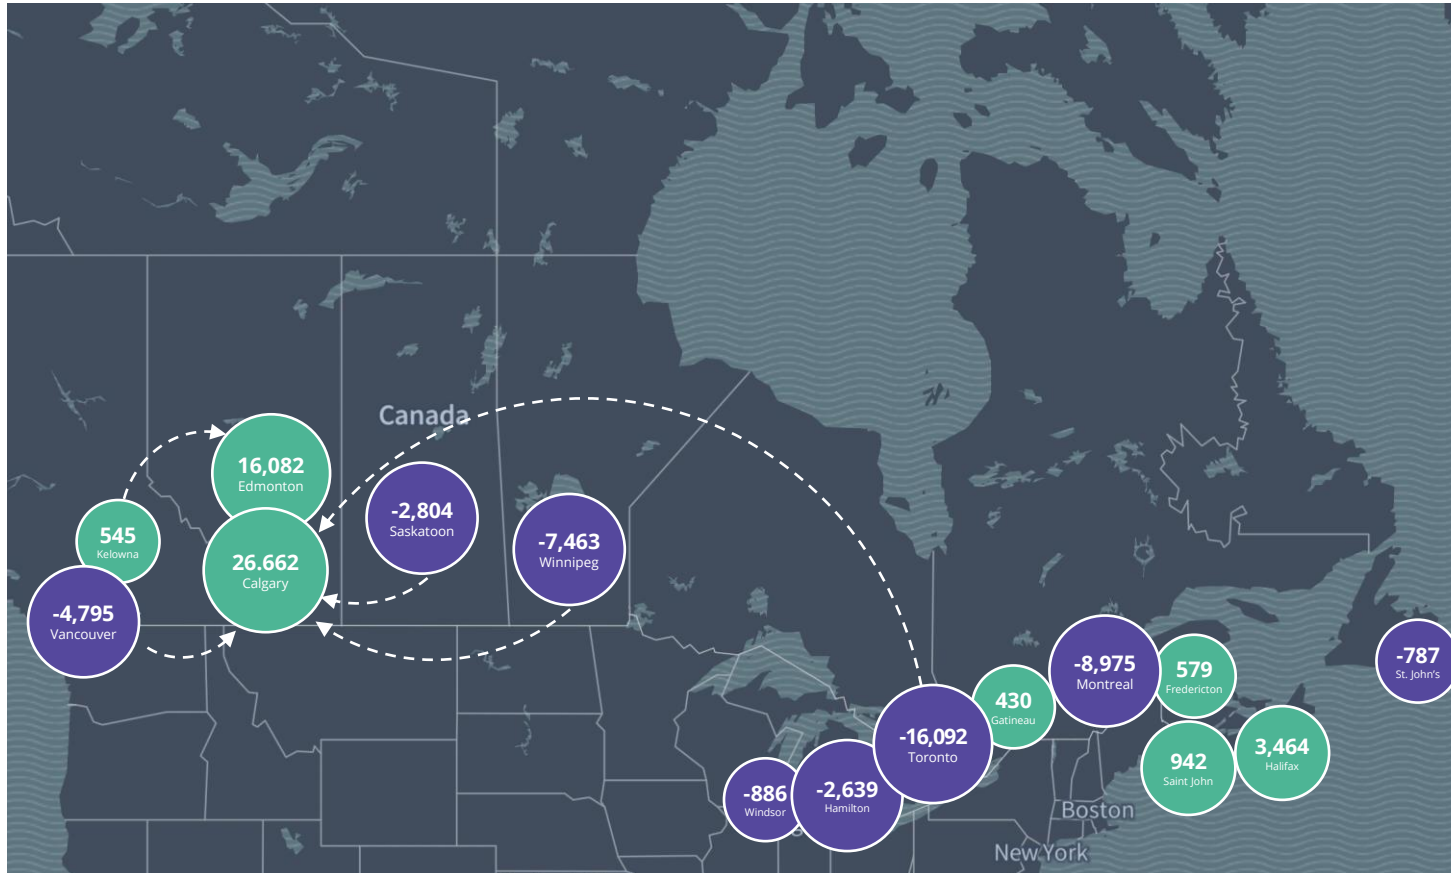 Canada
16,082
Edmonton
-2,804
Saskatoon
545
Kelowna
-7,463
Winnipeg
26.662
Calgary
-4,795
Vancouver
-8,975
Montreal
579
Fredericton
-787
St. John's
430
Gatineau
-16,092
Toronto
3,464
Halifax
942
Saint John
-886
Windsor
-2,639
Hamilton
Boston
New York